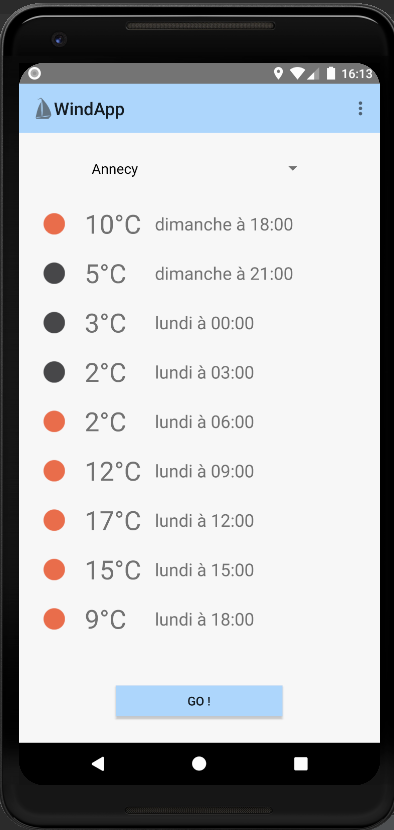 16:13
WindApp
Annecy
10°C dimanche à 18:00
5°C dimanche à 21:00
3°C lundi à 00:00
2°C lundi à 03:00
2°C lundi à 06:00
12°C lundi à 09:00
17°C lundi à 12:00
15°C lundi à 15:00
9°C lundi à 18:00
GO !